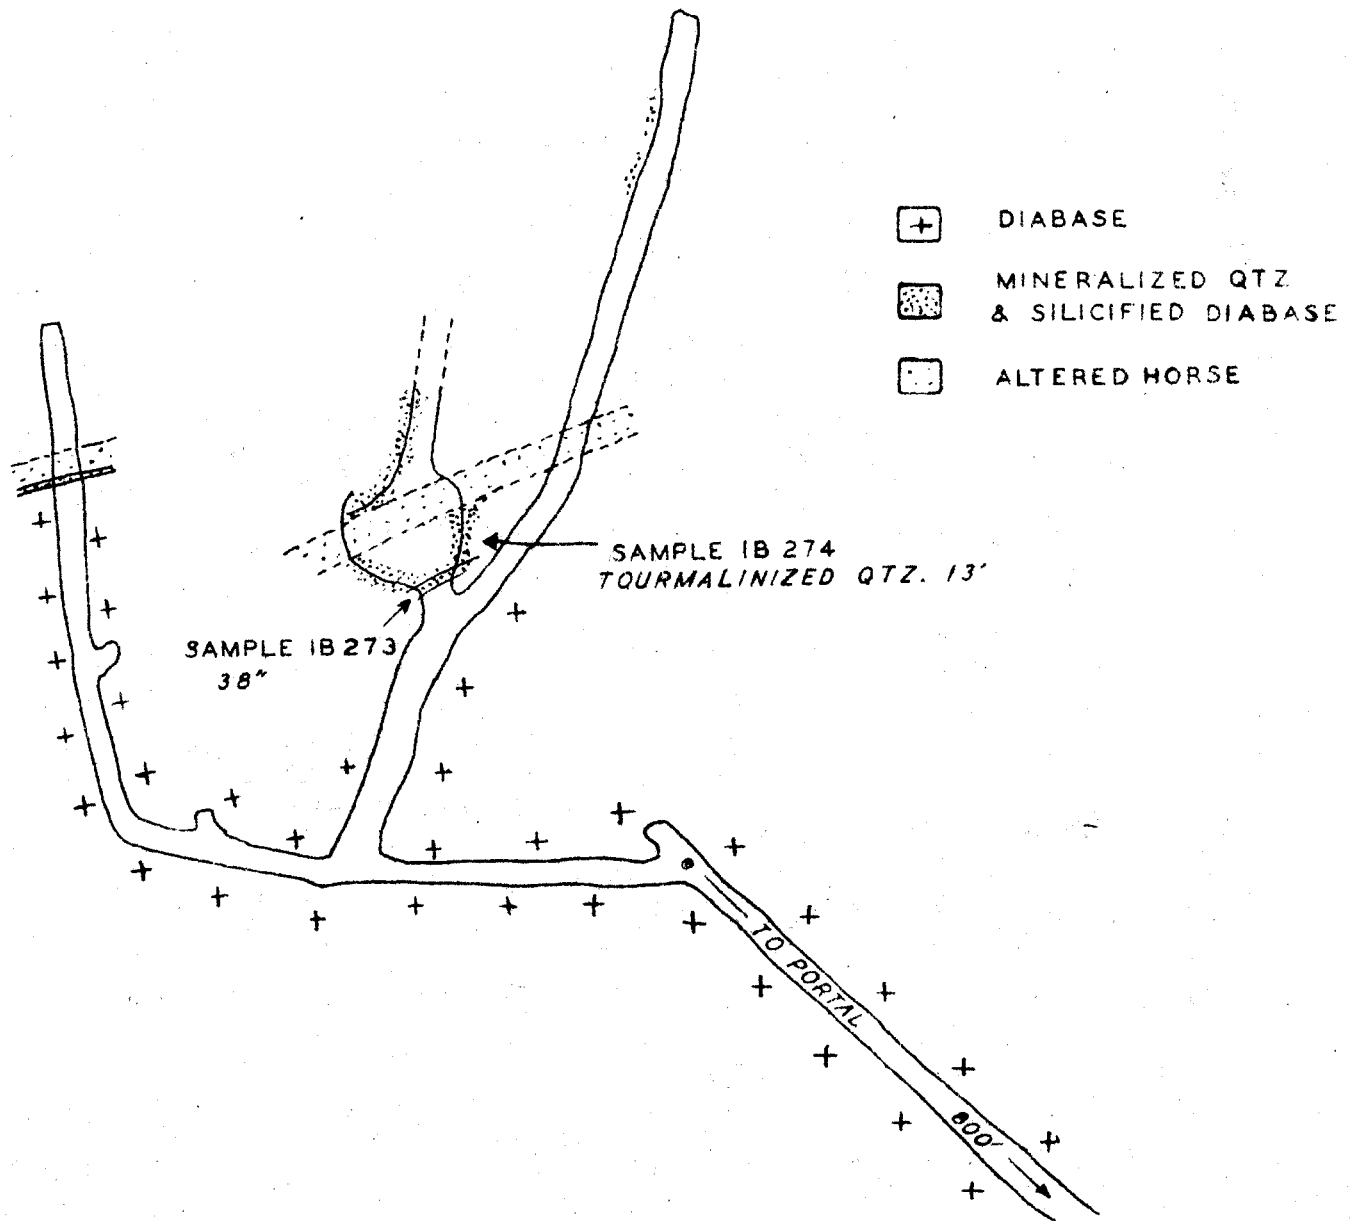 DIABASE
MINERALIZED QTZ
& SILICIFIED DIABASE
ALTERED HORSE
SAMPLE IB 274
TOURMALINIZED QTZ. 13'
SAMPLE IB 273
38"
TO PORTAL
800'